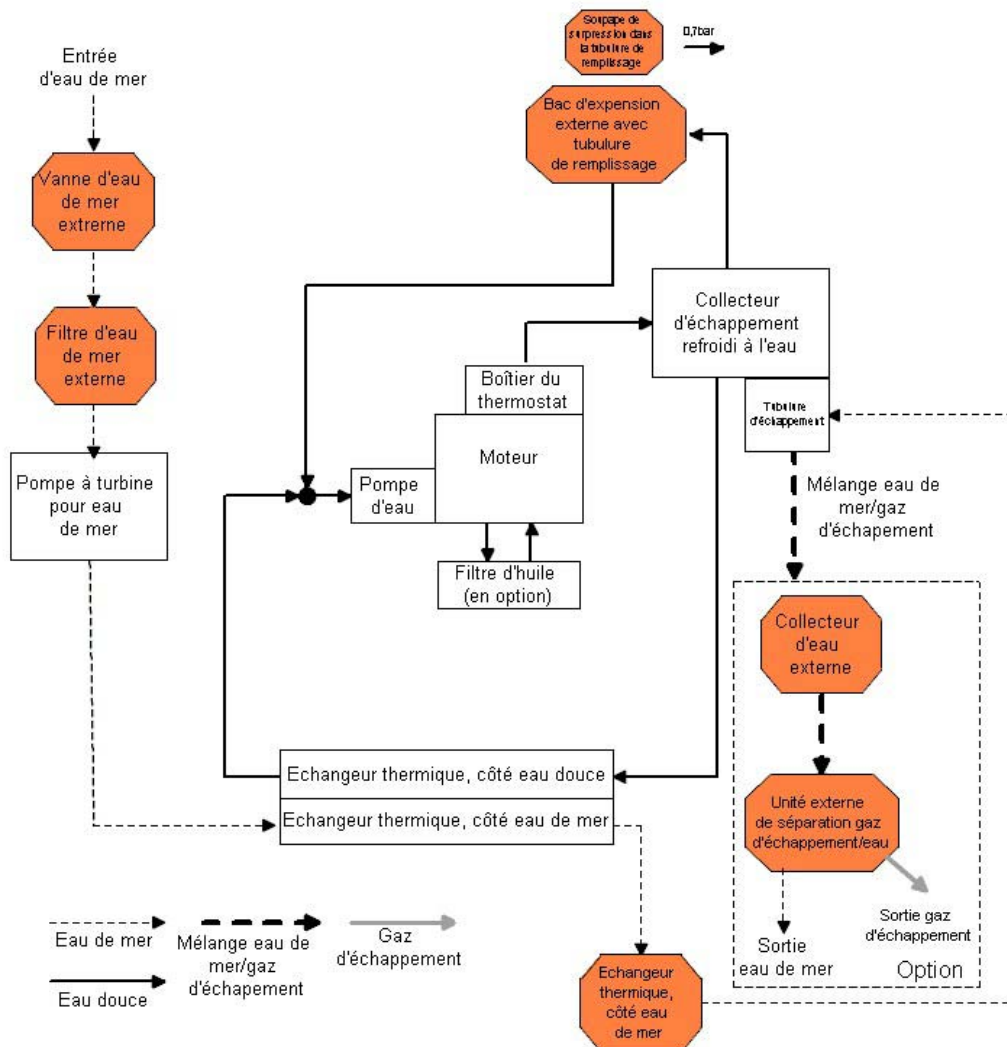 Soupape de
surpression dans
la tubulure de
remplissage
0,7bar
Entrée
d'eau de mer
Bac d'expension
externe avec
tubulure
de remplissage
Vanne d'eau
de mer
extrerne
Filtre d'eau
de mer
externe
Collecteur
d'échappement
refroidi à l'eau
Boîtier du
thermostat
Tubulure
d'échappement
Moteur
Pompe à turbine
pour eau
de mer
Pompe
d'eau
Mélange eau de
mer/gaz
d'échapement
Filtre d'huile
(en option)
Collecteur
d'eau
externe
Echangeur thermique, côté eau douce
Echangeur thermique, côté eau de mer
Unité externe
de séparation gaz
d'échappement/eau
Sortie gaz
d'échappement
Sortie
eau de mer
Option
Eau de mer
Mélange eau de
mer/gaz
d'échapement
Gaz
d'échappement
Eau douce
Echangeur
thermique,
côté eau
de mer